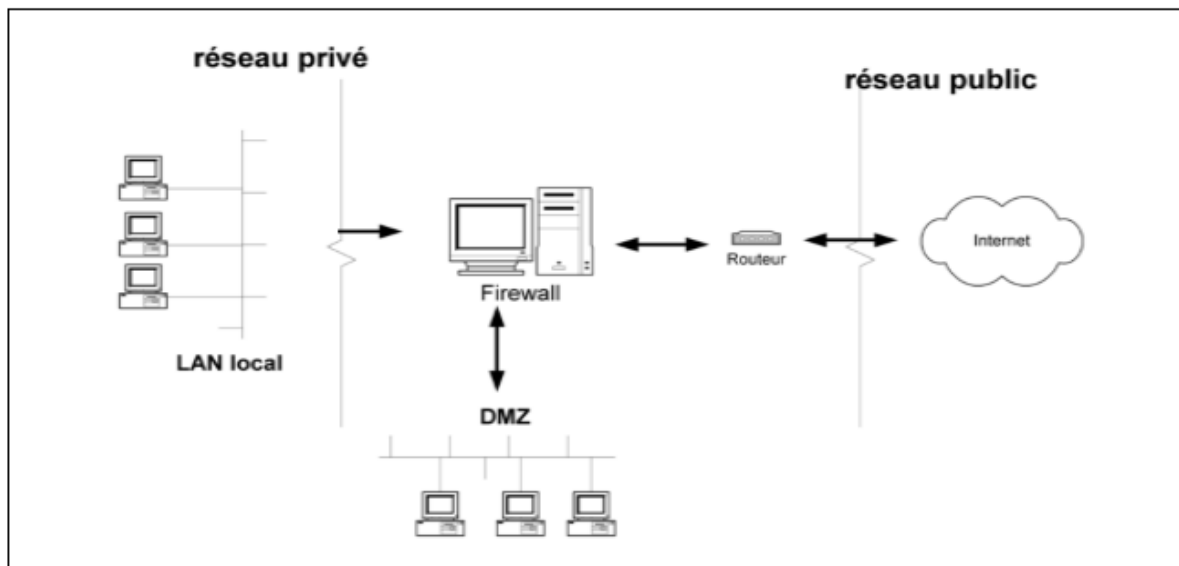 réseau privé
réseau public
Internet
Routeur
Firewall
LAN local
DMZ